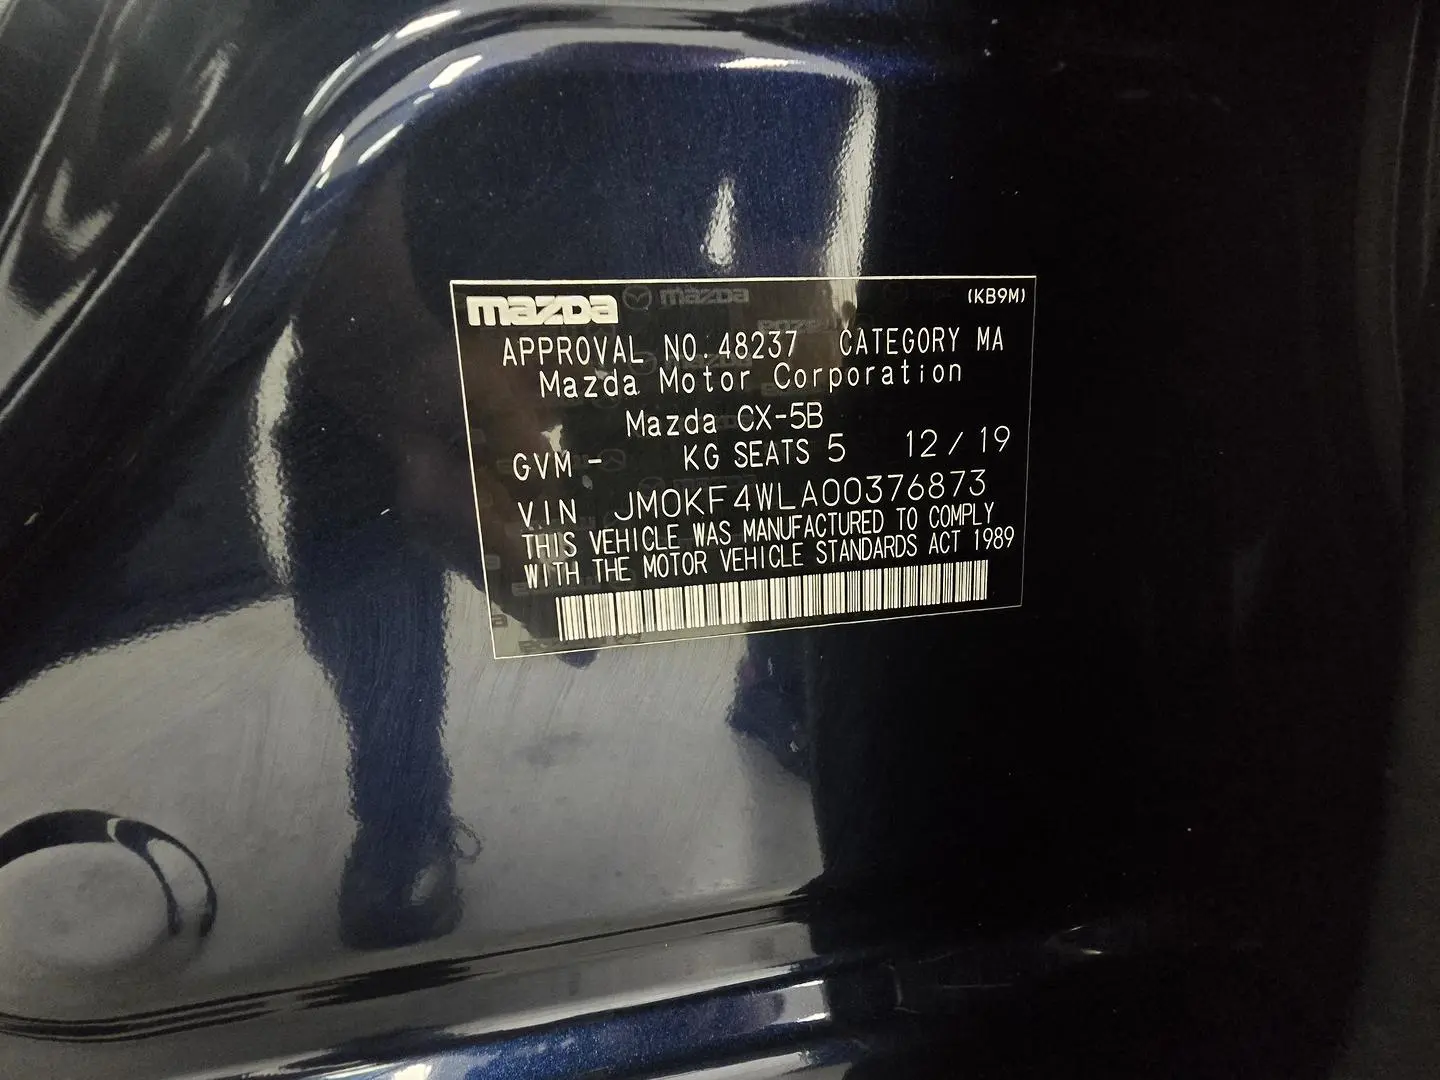 mazda (KB9M)
APPROVAL NO.48237 CATEGORY MA
Mazda Motor Corporation
Mazda CX-5B
GVM - KG SEATS 5 12/19
VIN JM0KF4WLA00376873
THIS VEHICLE WAS MANUFACTURED TO COMPLY
WITH THE MOTOR VEHICLE STANDARDS ACT 1989